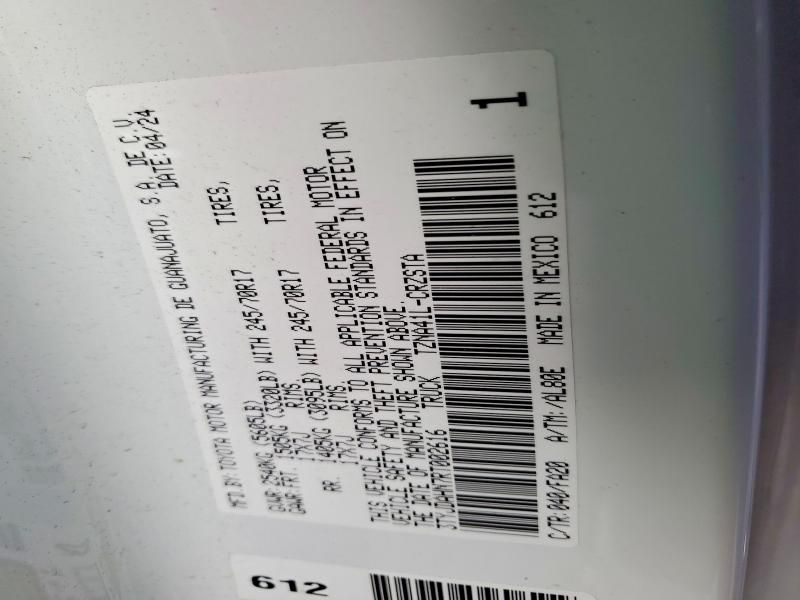 MFD BY: TOYOTA MOTOR MANUFACTURING DE GUANAJUATO, S.A. DE C.V.
DATE: 04/24
GVWR 2540KG (5605LB)
GAWR: FRT. 1505KG (3320LB) WITH 245/70R17 TIRES,
17X7J RIMS
RR. 1405KG (3095LB) WITH 245/70R17 TIRES,
17X7J RIMS.
THIS VEHICLE CONFORMS TO ALL APPLICABLE FEDERAL MOTOR
VEHICLE SAFETY AND THEFT PREVENTION STANDARDS IN EFFECT ON
THE DATE OF MANUFACTURE SHOWN ABOVE.
TRUCK TZNA41L-CRZSTA
1
C/TR: 040/FA20 A/TM: /AL80E MADE IN MEXICO 612
612